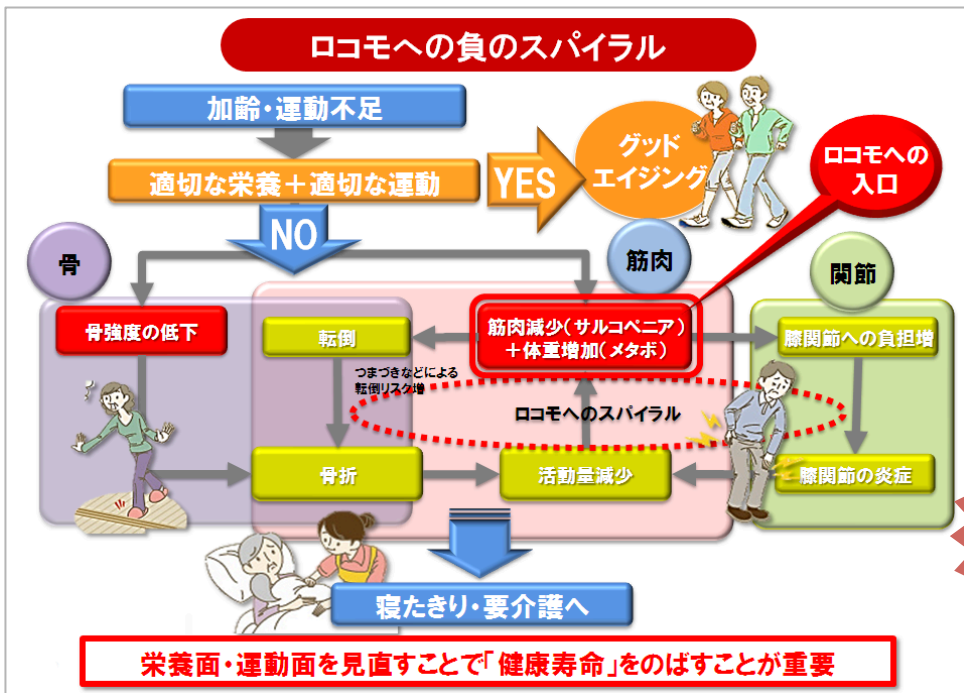 ロコモへの負のスパイラル
加齢・運動不足
適切な栄養＋適切な運動
YES
グッド
エイジング
ロコモへの
入口
NO
骨
筋肉
関節
骨強度の低下
転倒
筋肉減少（サルコペニア）
＋体重増加（メタボ）
膝関節への負担増
つまづきなどによる
転倒リスク増
ロコモへのスパイラル
骨折
活動量減少
膝関節の炎症
寝たきり・要介護へ
栄養面・運動面を見直すことで「健康寿命」をのばすことが重要